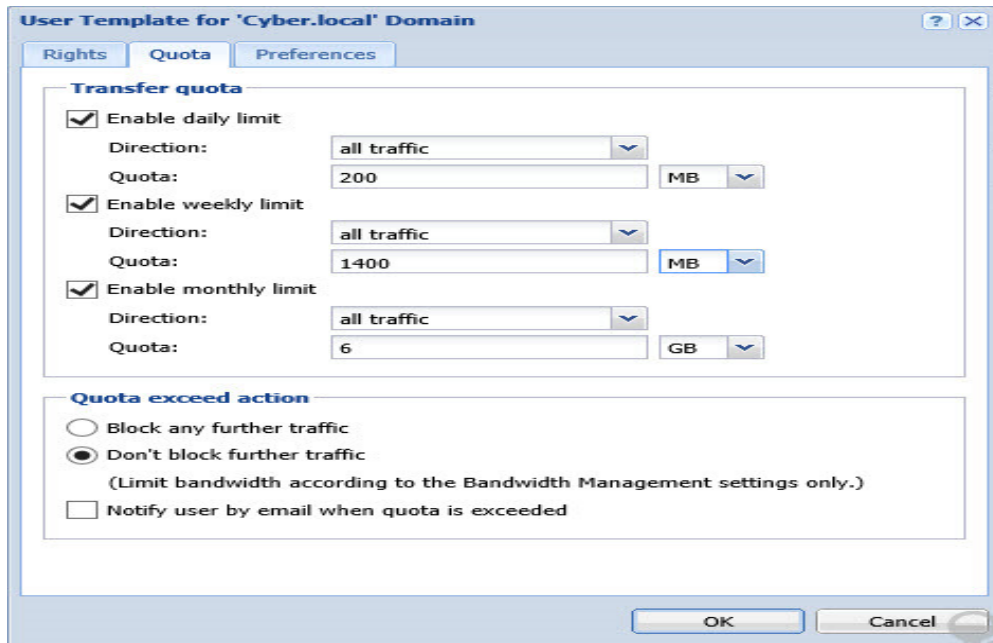 User Template for 'Cyber.local' Domain
Rights Quota Preferences
Transfer quota
Enable daily limit
Direction: all traffic
Quota: 200 MB
Enable weekly limit
Direction: all traffic
Quota: 1400 MB
Enable monthly limit
Direction: all traffic
Quota: 6 GB
Quota exceed action
Block any further traffic
Don't block further traffic
(Limit bandwidth according to the Bandwidth Management settings only.)
Notify user by email when quota is exceeded
OK Cancel